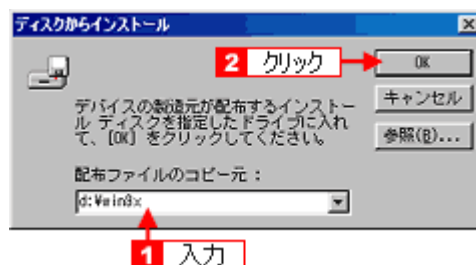 ディスクからインストール
2 クリック
OK
デバイスの製造元が配布するインストー
ル ディスクを指定したドライブに入れ
て、[OK] をクリックしてください。
キャンセル
参照(R)...
配布ファイルのコピー元：
d:¥win9x
1 入力